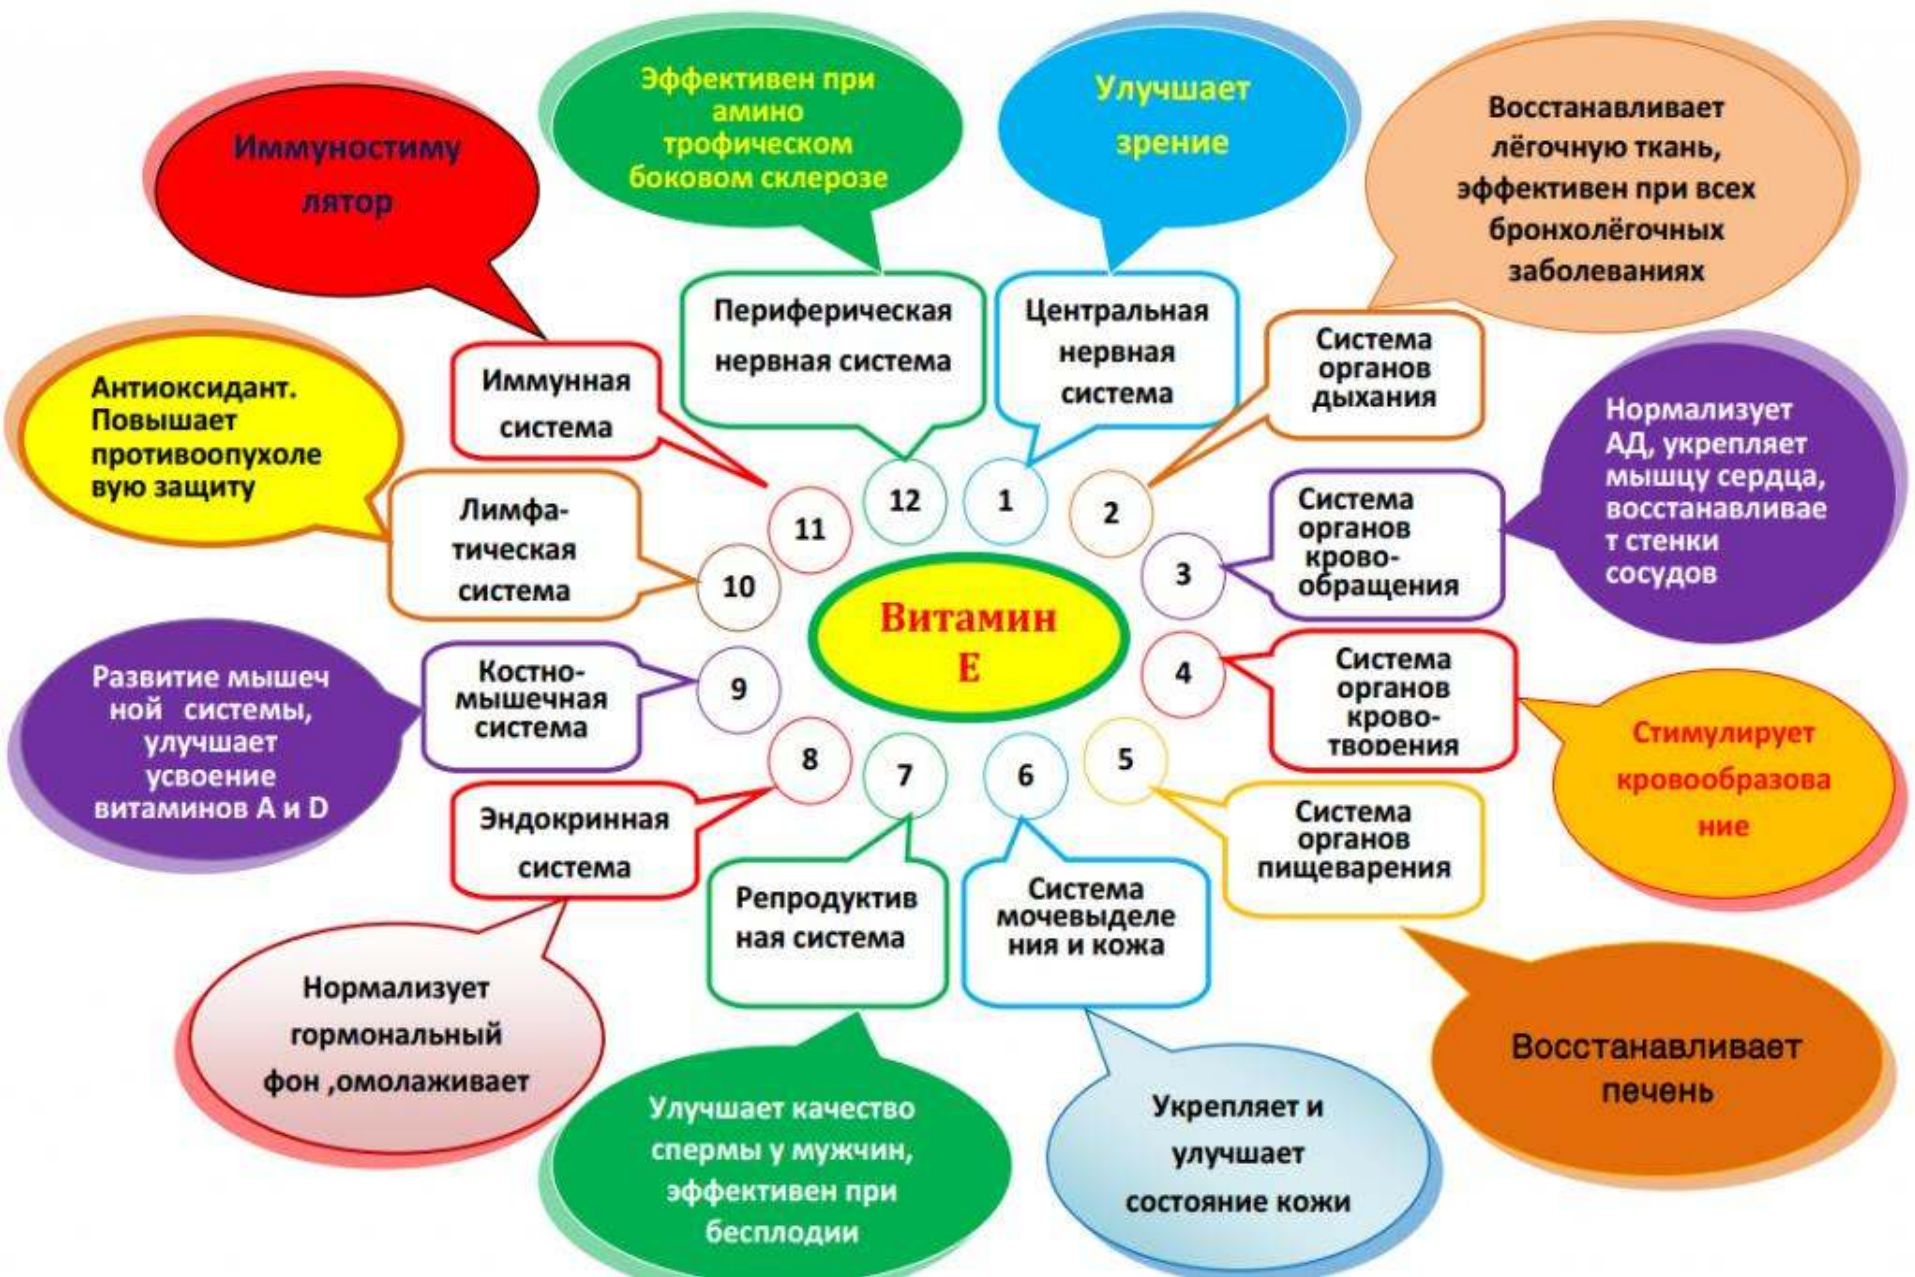 Эффективен при
амино
трофическом
боковом склерозе
Улучшает
зрение
Восстанавливает
лёгочную ткань,
эффективен при всех
бронхолёгочных
заболеваниях
Иммуностиму
лятор
Периферическая
нервная система
Центральная
нервная
система
Система
органов
дыхания
Иммунная
система
Антиоксидант.
Повышает
противоопухоле
вую защиту
Нормализует
АД, укрепляет
мышцу сердца,
восстанавливае
т стенки
сосудов
Лимфа-
тическая
система
Система
органов
крово-
обращения
11
12
1
2
10
3
Витамин
Е
9
4
8
7
6
5
Развитие мышеч
ной системы,
улучшает
усвоение
витаминов А и D
Костно-
мышечная
система
Система
органов
крово-
творения
Стимулирует
кровообразова
ние
Эндокринная
система
Система
органов
пищеварения
Репродуктив
ная система
Система
мочевыделе
ния и кожа
Нормализует
гормональный
фон ,омолаживает
Улучшает качество
спермы у мужчин,
эффективен при
бесплодии
Укрепляет и
улучшает
состояние кожи
Восстанавливает
печень